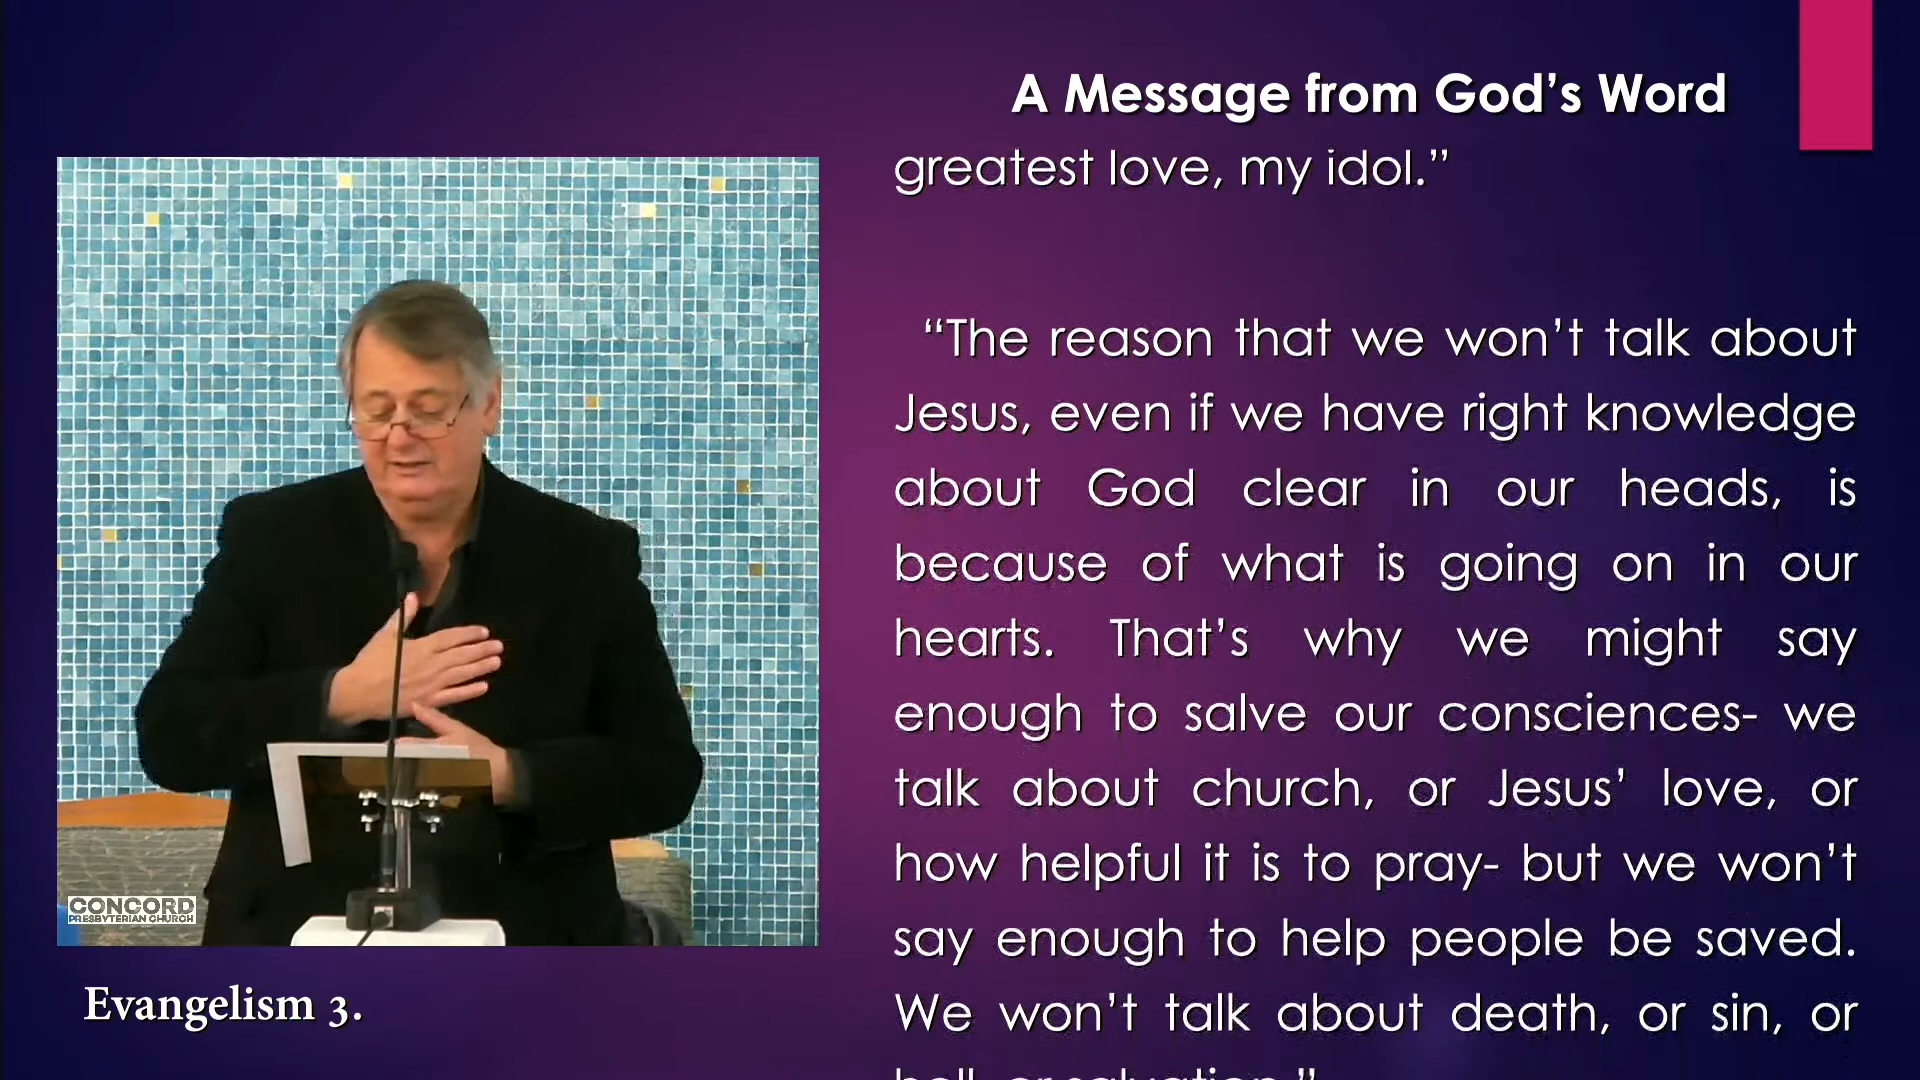 A Message from God’s Word
greatest love, my idol.”
“The reason that we won’t talk about
Jesus, even if we have right knowledge
about God clear in our heads, is
because of what is going on in our
hearts. That’s why we might say
enough to salve our consciences- we
talk about church, or Jesus’ love, or
how helpful it is to pray- but we won’t
say enough to help people be saved.
We won’t talk about death, or sin, or
hell, or salvation.”
CONCORD
PRESBYTERIAN CHURCH
Evangelism 3.